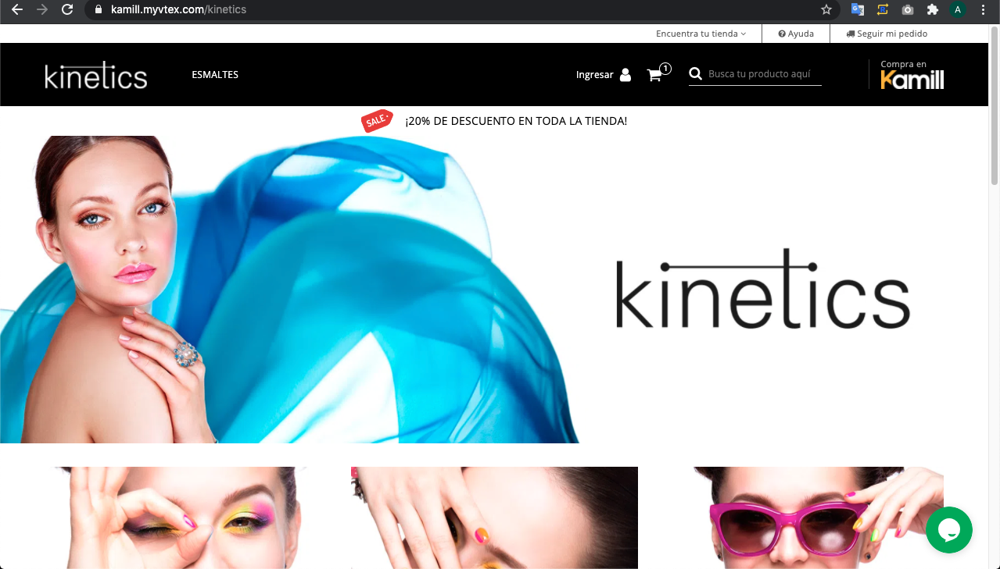 kamill.myvtex.com/kinetics
A
Encuentra tu tienda
Ayuda
Seguir mi pedido
kinetics
ESMALTES
Ingresar
1
Busca tu producto aquí
Compra en
Kamill
SALE
¡20% DE DESCUENTO EN TODA LA TIENDA!
kinetics